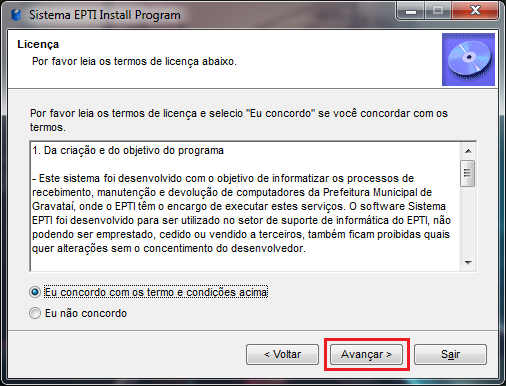 Sistema EPTI Install Program
Licença
Por favor leia os termos de licença abaixo.
Por favor leia os termos de licença e selecio "Eu concordo" se você concordar com os
termos.
1. Da criação e do objetivo do programa
- Este sistema foi desenvolvido com o objetivo de informatizar os processos de
recebimento, manutenção e devolução de computadores da Prefeitura Municipal de
Gravataí, onde o EPTI têm o encargo de executar estes serviços. O software Sistema
EPTI foi desenvolvido para ser utilizado no setor de suporte de informática do EPTI, não
podendo ser emprestado, cedido ou vendido a terceiros, também ficam proibidas quais
quer alterações sem o concentimento do desenvolvedor.
Eu concordo com os termo e condições acima
Eu não concordo
< Voltar
Avançar >
Sair